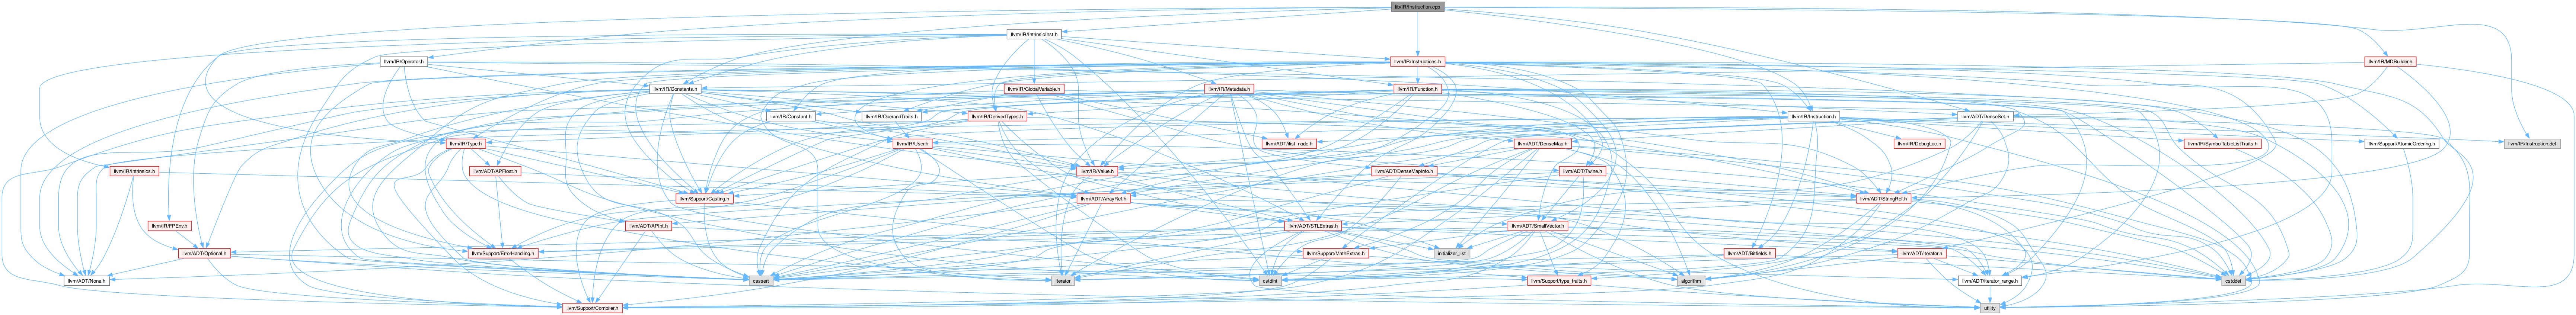 lib/IR/Instruction.cpp
llvm/IR/IntrinsicInst.h
llvm/IR/Operator.h
llvm/IR/Instructions.h
llvm/IR/MDBuilder.h
llvm/IR/Constants.h
llvm/IR/GlobalVariable.h
llvm/IR/Metadata.h
llvm/IR/Function.h
llvm/IR/Constant.h
llvm/IR/OperandTraits.h
llvm/IR/DerivedTypes.h
llvm/IR/Instruction.h
llvm/ADT/DenseSet.h
llvm/IR/Type.h
llvm/IR/User.h
llvm/ADT/ilist_node.h
llvm/ADT/DenseMap.h
llvm/IR/DebugLoc.h
llvm/IR/SymbolTableListTraits.h
llvm/Support/AtomicOrdering.h
llvm/IR/Instruction.def
llvm/IR/Intrinsics.h
llvm/ADT/APFloat.h
llvm/IR/Value.h
llvm/ADT/DenseMapInfo.h
llvm/ADT/Twine.h
llvm/Support/Casting.h
llvm/ADT/ArrayRef.h
llvm/ADT/StringRef.h
llvm/IR/FPEnv.h
llvm/ADT/APInt.h
llvm/ADT/STLExtras.h
llvm/ADT/SmallVector.h
llvm/ADT/Optional.h
llvm/Support/ErrorHandling.h
llvm/Support/MathExtras.h
initializer_list
llvm/ADT/Bitfields.h
llvm/ADT/iterator.h
llvm/ADT/None.h
cassert
iterator
cstdint
llvm/Support/type_traits.h
algorithm
llvm/ADT/iterator_range.h
cstddef
llvm/Support/Compiler.h
utility